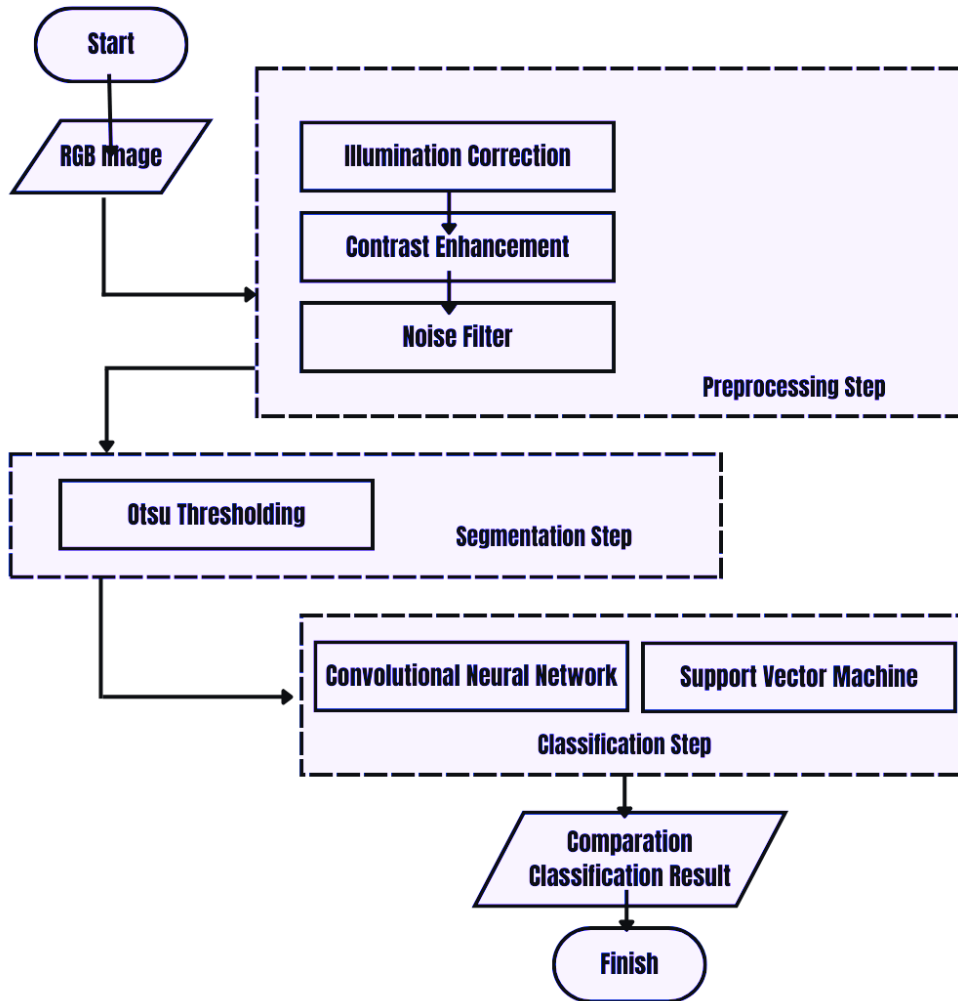 Start
RGB Image
Illumination Correction
Contrast Enhancement
Noise Filter
Preprocessing Step
Otsu Thresholding
Segmentation Step
Convolutional Neural Network
Support Vector Machine
Classification Step
Comparation
Classification Result
Finish